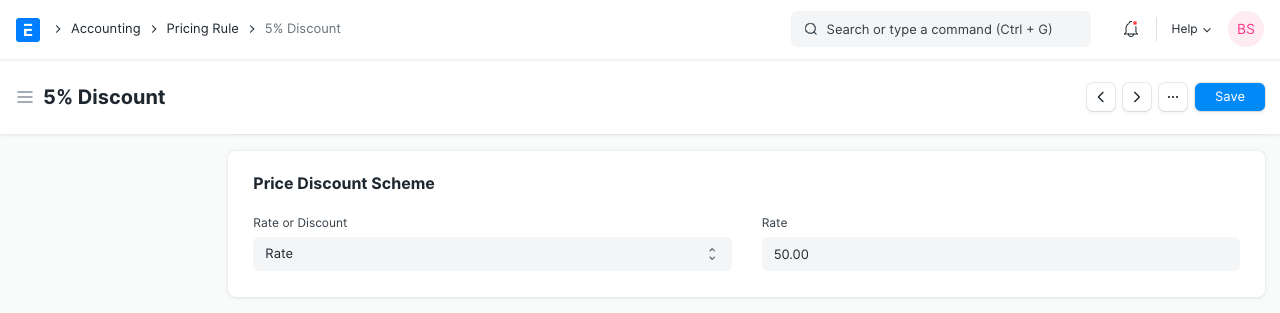 E Accounting Pricing Rule 5% Discount Search or type a command (Ctrl + G) Help BS
5% Discount Save
Price Discount Scheme
Rate or Discount Rate
Rate 50.00